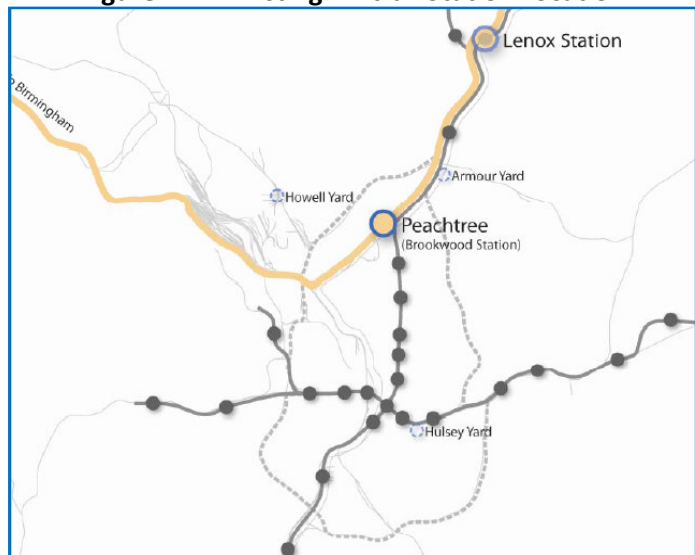 Lenox Station
Birmingham
Howell Yard
Armour Yard
Peachtree
(Brookwood Station)
Hulsey Yard